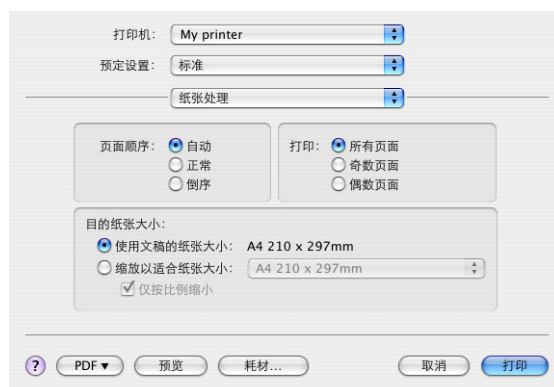 打印机: My printer
预定设置: 标准
纸张处理
页面顺序: 自动 打印: 所有页面
正常 奇数页面
倒序 偶数页面
目的纸张大小:
使用文稿的纸张大小: A4 210 x 297mm
缩放以适合纸张大小: A4 210 x 297mm
仅按比例缩小
? PDF▼ 预览 耗材... 取消 打印